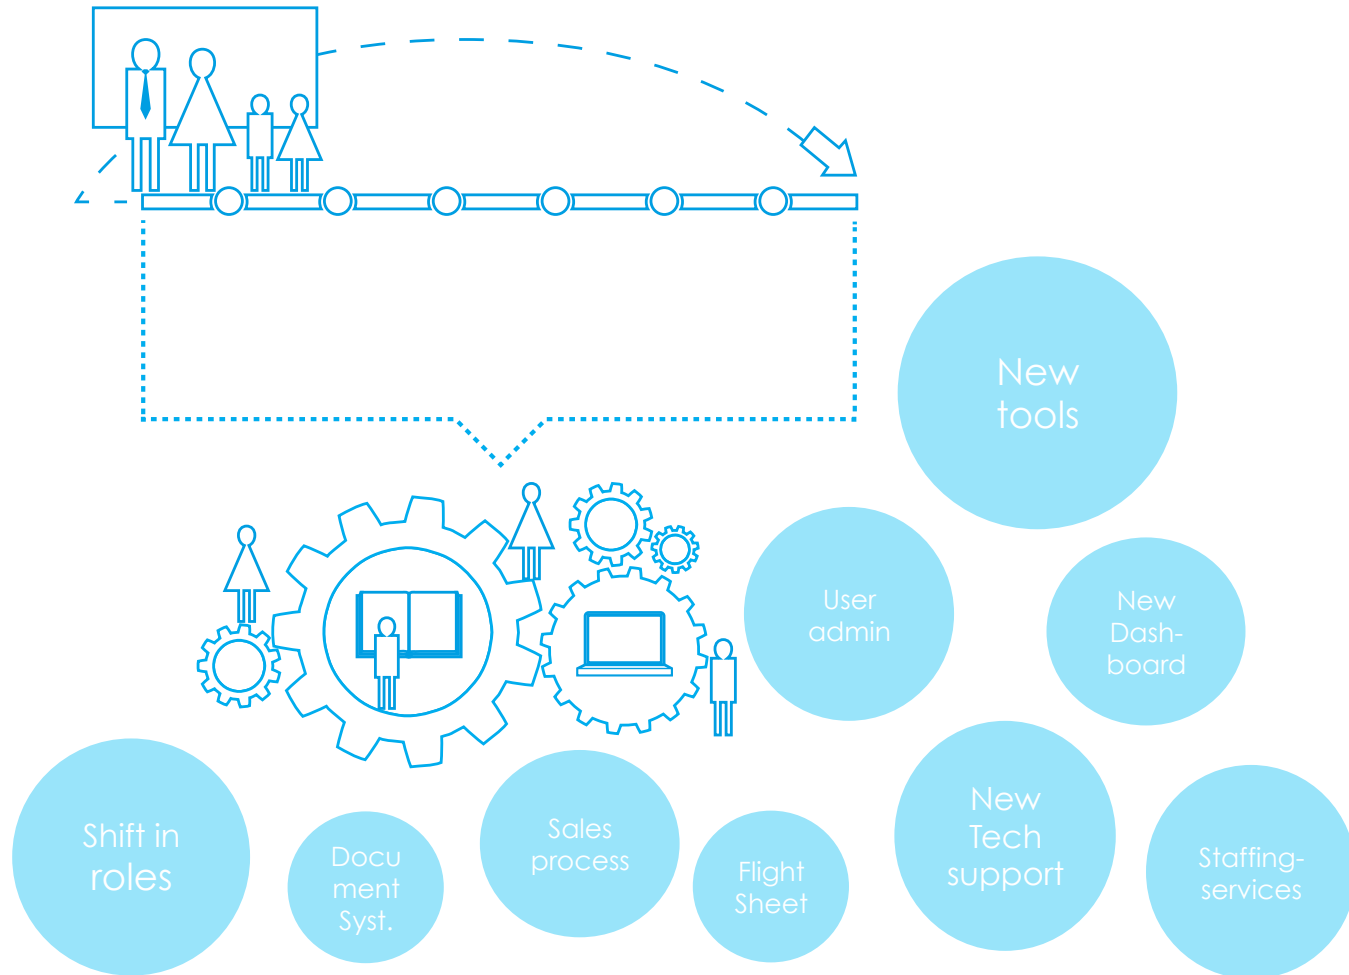 New
tools
User
admin
New
Dash-
board
Shift in
roles
Docu
ment
Syst.
Sales
process
Flight
Sheet
New
Tech
support
Staffing-
services